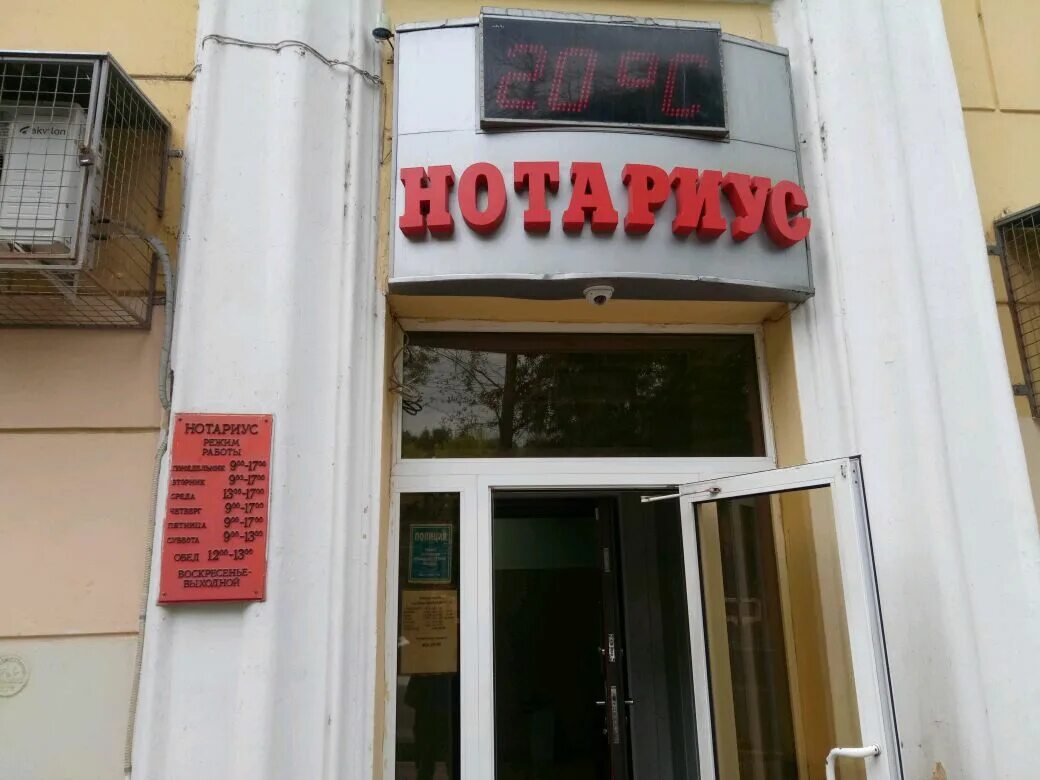 20°C
НОТАРИУС
НОТАРИУС
РЕЖИМ
РАБОТЫ
ПОНЕДЕЛЬНИК 9⁰⁰-17⁰⁰
ВТОРНИК 9⁰⁰-17⁰⁰
СРЕДА 13⁰⁰-17⁰⁰
ЧЕТВЕРГ 9⁰⁰-17⁰⁰
ПЯТНИЦА 9⁰⁰-17⁰⁰
СУББОТА 9⁰⁰-13⁰⁰
ОБЕД 12⁰⁰-13⁰⁰
ВОСКРЕСЕНЬЕ-
ВЫХОДНОЙ
ПОЛИЦИЯ